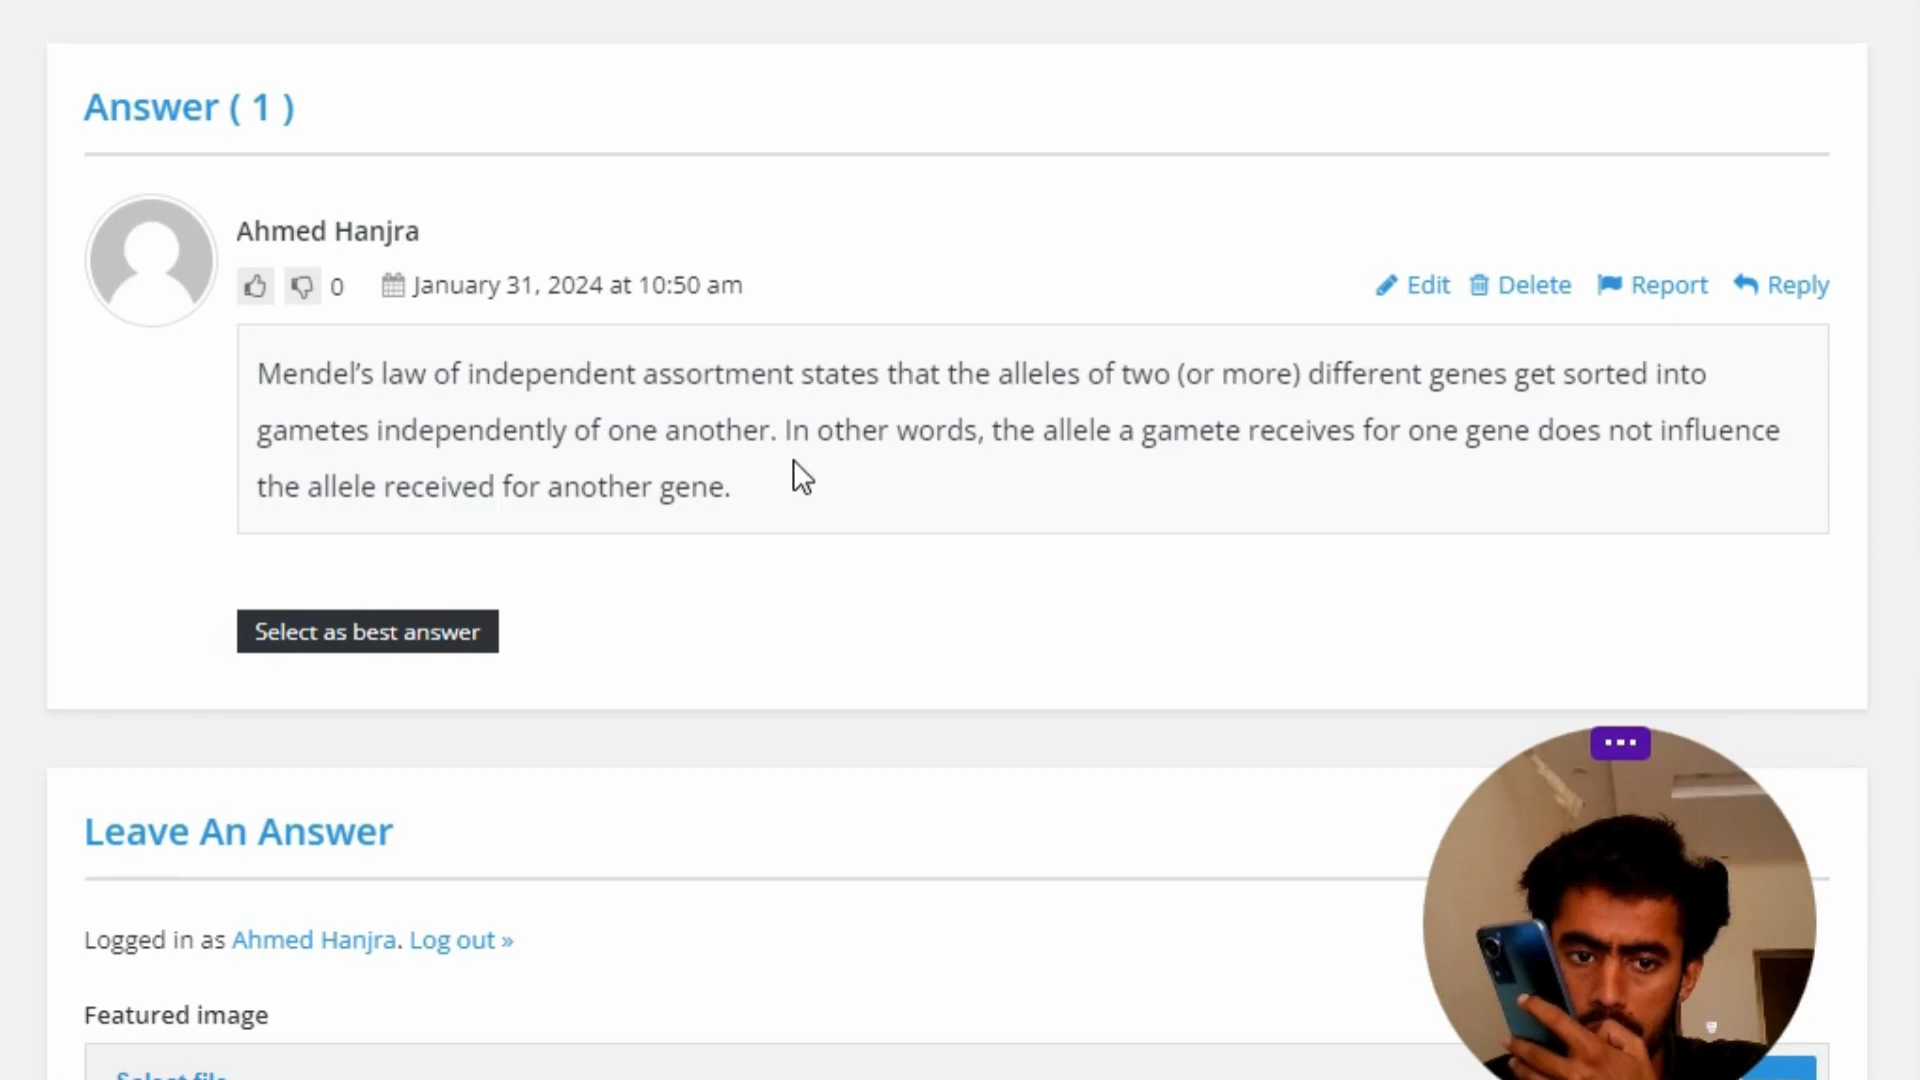 Answer ( 1 )
Ahmed Hanjra
0 January 31, 2024 at 10:50 am Edit Delete Report Reply
Mendel’s law of independent assortment states that the alleles of two (or more) different genes get sorted into
gametes independently of one another. In other words, the allele a gamete receives for one gene does not influence
the allele received for another gene.
Select as best answer
Leave An Answer
Logged in as Ahmed Hanjra. Log out »
Featured image
Select file